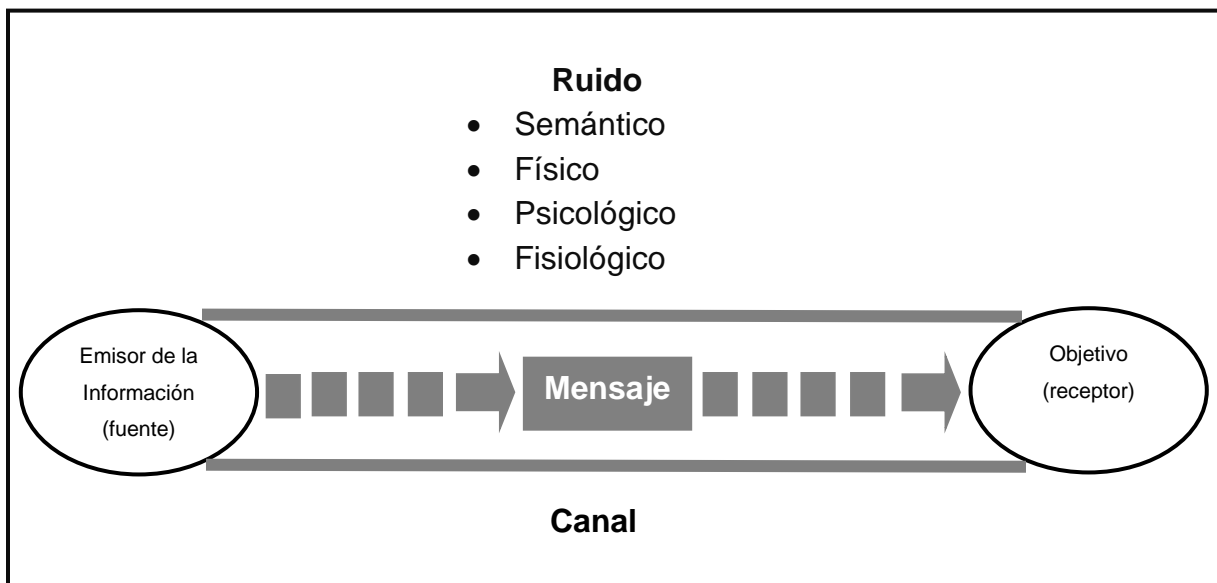 Ruido
• Semántico
• Físico
• Psicológico
• Fisiológico
Emisor de la
Información
(fuente)
Mensaje
Objetivo
(receptor)
Canal